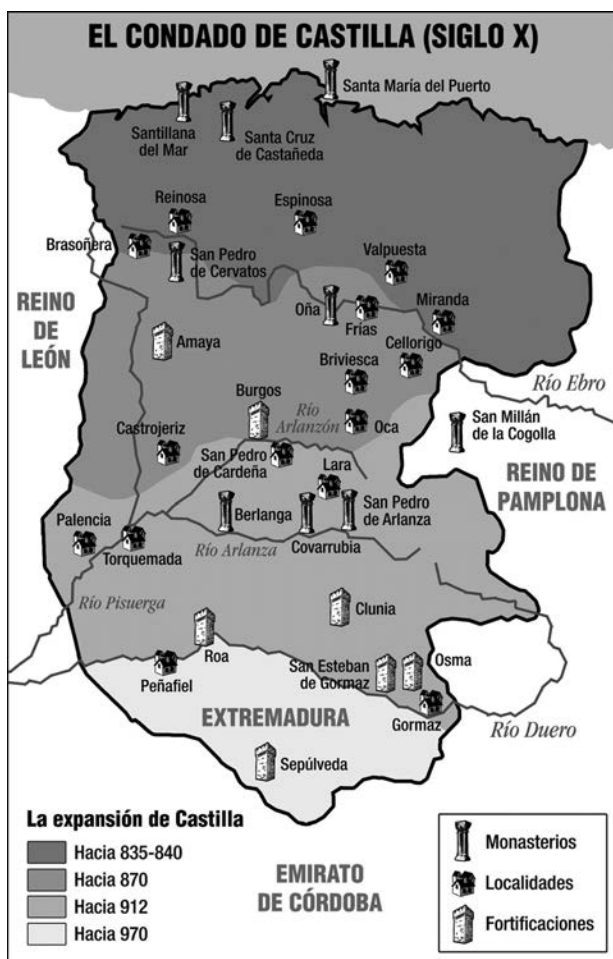 EL CONDADO DE CASTILLA (SIGLO X)
Santa María del Puerto
Santillana
del Mar
Santa Cruz
de Castañeda
Reinosa
Espinosa
Brasoñera
San Pedro
de Cervatos
Valpuesta
REINO
DE
LEÓN
Oña
Frías
Miranda
Amaya
Cellorigo
Briviesca
Río Ebro
Burgos
Río
Arlanzón
Castrojeriz
Oca
San Millán
de la Cogolla
San Pedro
de Cardeña
Lara
REINO
DE PAMPLONA
Palencia
Berlanga
San Pedro
de Arlanza
Torquemada
Río Arlanza
Covarrubia
Río Pisuerga
Clunia
Roa
San Esteban
de Gormaz
Osma
Peñafiel
EXTREMADURA
Gormaz
Río Duero
Sepúlveda
La expansión de Castilla
Hacia 835-840
Hacia 870
Hacia 912
Hacia 970
EMIRATO
DE CÓRDOBA
Monasterios
Localidades
Fortificaciones